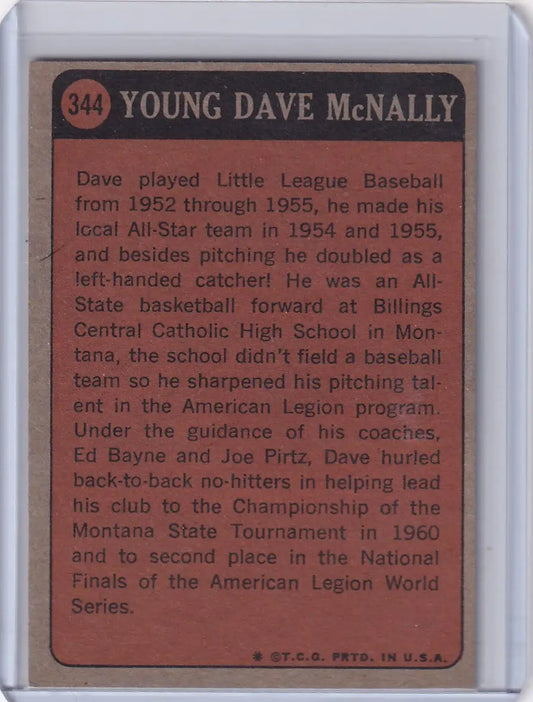 344 YOUNG DAVE McNALLY
Dave played Little League Baseball
from 1952 through 1955, he made his
local All-Star team in 1954 and 1955,
and besides pitching he doubled as a
left-handed catcher! He was an All-
State basketball forward at Billings
Central Catholic High School in Mon-
tana, the school didn't field a baseball
team so he sharpened his pitching tal-
ent in the American Legion program.
Under the guidance of his coaches,
Ed Bayne and Joe Pirtz, Dave hurled
back-to-back no-hitters in helping lead
his club to the Championship of the
Montana State Tournament in 1960
and to second place in the National
Finals of the American Legion World
Series.
* ©T.C.G. PRTD. IN U.S.A.